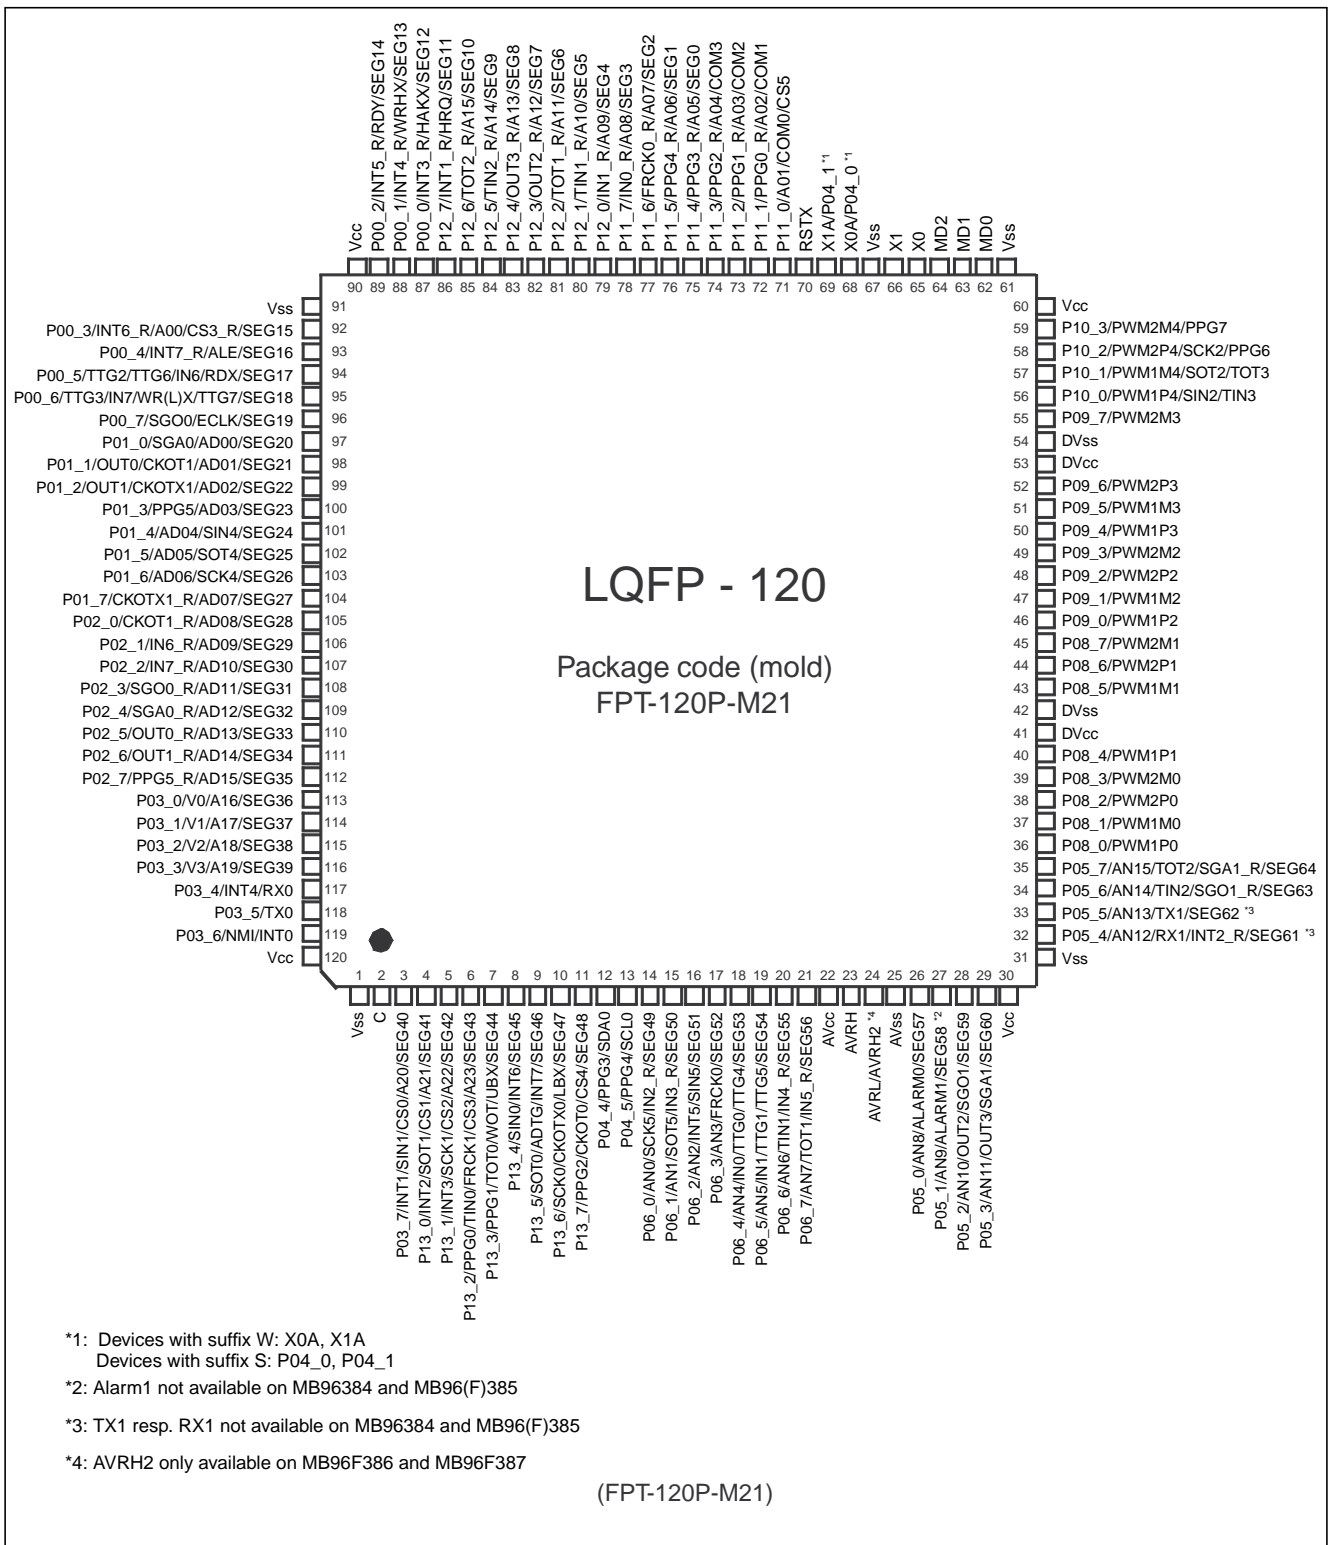 Vcc
P00_2/INT5_R/RDY/SEG14
P00_1/INT4_R/WRHX/SEG13
P00_0/INT3_R/HAKX/SEG12
P12_7/INT1_R/HRQ/SEG11
P12_6/TOT2_R/A15/SEG10
P12_5/TIN2_R/A14/SEG9
P12_4/OUT3_R/A13/SEG8
P12_3/OUT2_R/A12/SEG7
P12_2/TOT1_R/A11/SEG6
P12_1/TIN1_R/A10/SEG5
P12_0/IN1_R/A09/SEG4
P11_7/IN0_R/A08/SEG3
P11_6/FRCK0_R/A07/SEG2
P11_5/PPG4_R/A06/SEG1
P11_4/PPG3_R/A05/SEG0
P11_3/PPG2_R/A04/COM3
P11_2/PPG1_R/A03/COM2
P11_1/PPG0_R/A02/COM1
P11_0/A01/COM0/CS5
RSTX
X1A/P04_1 *1
X0A/P04_0 *1
Vss
X1
X0
MD2
MD1
MD0
Vss
90 89 88 87 86 85 84 83 82 81 80 79 78 77 76 75 74 73 72 71 70 69 68 67 66 65 64 63 62 61
Vss 91
P00_3/INT6_R/A00/CS3_R/SEG15 92
P00_4/INT7_R/ALE/SEG16 93
P00_5/TTG2/TTG6/IN6/RDX/SEG17 94
P00_6/TTG3/IN7/WR(L)X/TTG7/SEG18 95
P00_7/SGO0/ECLK/SEG19 96
P01_0/SGA0/AD00/SEG20 97
P01_1/OUT0/CKOT1/AD01/SEG21 98
P01_2/OUT1/CKOTX1/AD02/SEG22 99
P01_3/PPG5/AD03/SEG23 100
P01_4/AD04/SIN4/SEG24 101
P01_5/AD05/SOT4/SEG25 102
P01_6/AD06/SCK4/SEG26 103
P01_7/CKOTX1_R/AD07/SEG27 104
P02_0/CKOT1_R/AD08/SEG28 105
P02_1/IN6_R/AD09/SEG29 106
P02_2/IN7_R/AD10/SEG30 107
P02_3/SGO0_R/AD11/SEG31 108
P02_4/SGA0_R/AD12/SEG32 109
P02_5/OUT0_R/AD13/SEG33 110
P02_6/OUT1_R/AD14/SEG34 111
P02_7/PPG5_R/AD15/SEG35 112
P03_0/V0/A16/SEG36 113
P03_1/V1/A17/SEG37 114
P03_2/V2/A18/SEG38 115
P03_3/V3/A19/SEG39 116
P03_4/INT4/RX0 117
P03_5/TX0 118
P03_6/NMI/INT0 119
Vcc 120
LQFP - 120
Package code (mold)
FPT-120P-M21
60 Vcc
59 P10_3/PWM2M4/PPG7
58 P10_2/PWM2P4/SCK2/PPG6
57 P10_1/PWM1M4/SOT2/TOT3
56 P10_0/PWM1P4/SIN2/TIN3
55 P09_7/PWM2M3
54 DVss
53 DVcc
52 P09_6/PWM2P3
51 P09_5/PWM1M3
50 P09_4/PWM1P3
49 P09_3/PWM2M2
48 P09_2/PWM2P2
47 P09_1/PWM1M2
46 P09_0/PWM1P2
45 P08_7/PWM2M1
44 P08_6/PWM2P1
43 P08_5/PWM1M1
42 DVss
41 DVcc
40 P08_4/PWM1P1
39 P08_3/PWM2M0
38 P08_2/PWM2P0
37 P08_1/PWM1M0
36 P08_0/PWM1P0
35 P05_7/AN15/TOT2/SGA1_R/SEG64
34 P05_6/AN14/TIN2/SGO1_R/SEG63
33 P05_5/AN13/TX1/SEG62 *3
32 P05_4/AN12/RX1/INT2_R/SEG61 *3
31 Vss
1 2 3 4 5 6 7 8 9 10 11 12 13 14 15 16 17 18 19 20 21 22 23 24 25 26 27 28 29 30
Vss
C
P03_7/INT1/SIN1/CS0/A20/SEG40
P13_0/INT2/SOT1/CS1/A21/SEG41
P13_1/INT3/SCK1/CS2/A22/SEG42
P13_2/PPG0/TIN0/FRCK1/CS3/A23/SEG43
P13_3/PPG1/TOT0/WOT/UBX/SEG44
P13_4/SIN0/INT6/SEG45
P13_5/SOT0/ADTG/INT7/SEG46
P13_6/SCK0/CKOTX0/LBX/SEG47
P13_7/PPG2/CKOT0/CS4/SEG48
P04_4/PPG3/SDA0
P04_5/PPG4/SCL0
P06_0/AN0/SCK5/IN2_R/SEG49
P06_1/AN1/SOT5/IN3_R/SEG50
P06_2/AN2/INT5/SIN5/SEG51
P06_3/AN3/FRCK0/SEG52
P06_4/AN4/IN0/TTG0/TTG4/SEG53
P06_5/AN5/IN1/TTG1/TTG5/SEG54
P06_6/AN6/TIN1/IN4_R/SEG55
P06_7/AN7/TOT1/IN5_R/SEG56
AVcc
AVRH
AVRL/AVRH2 *4
AVss
P05_0/AN8/ALARM0/SEG57
P05_1/AN9/ALARM1/SEG58 *2
P05_2/AN10/OUT2/SGO1/SEG59
P05_3/AN11/OUT3/SGA1/SEG60
Vcc
*1: Devices with suffix W: X0A, X1A
Devices with suffix S: P04_0, P04_1
*2: Alarm1 not available on MB96384 and MB96(F)385
*3: TX1 resp. RX1 not available on MB96384 and MB96(F)385
*4: AVRH2 only available on MB96F386 and MB96F387
(FPT-120P-M21)